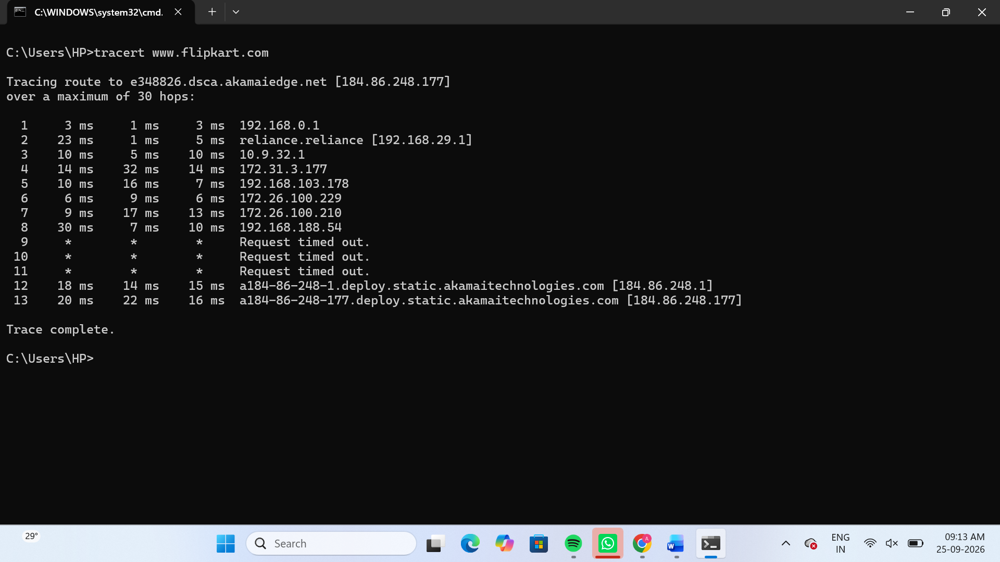 C:\WINDOWS\system32\cmd.
C:\Users\HP>tracert www.flipkart.com
Tracing route to e348826.dsca.akamaiedge.net [184.86.248.177]
over a maximum of 30 hops:
1 3 ms 1 ms 3 ms 192.168.0.1
2 23 ms 1 ms 5 ms reliance.reliance [192.168.29.1]
3 10 ms 5 ms 10 ms 10.9.32.1
4 14 ms 32 ms 14 ms 172.31.3.177
5 10 ms 16 ms 7 ms 192.168.103.178
6 6 ms 9 ms 6 ms 172.26.100.229
7 9 ms 17 ms 13 ms 172.26.100.210
8 30 ms 7 ms 10 ms 192.168.188.54
9 * * * Request timed out.
10 * * * Request timed out.
11 * * * Request timed out.
12 18 ms 14 ms 15 ms a184-86-248-1.deploy.static.akamaitechnologies.com [184.86.248.1]
13 20 ms 22 ms 16 ms a184-86-248-177.deploy.static.akamaitechnologies.com [184.86.248.177]
Trace complete.
C:\Users\HP>
29°
Search
A
W
ENG
IN
09:13 AM
25-09-2026